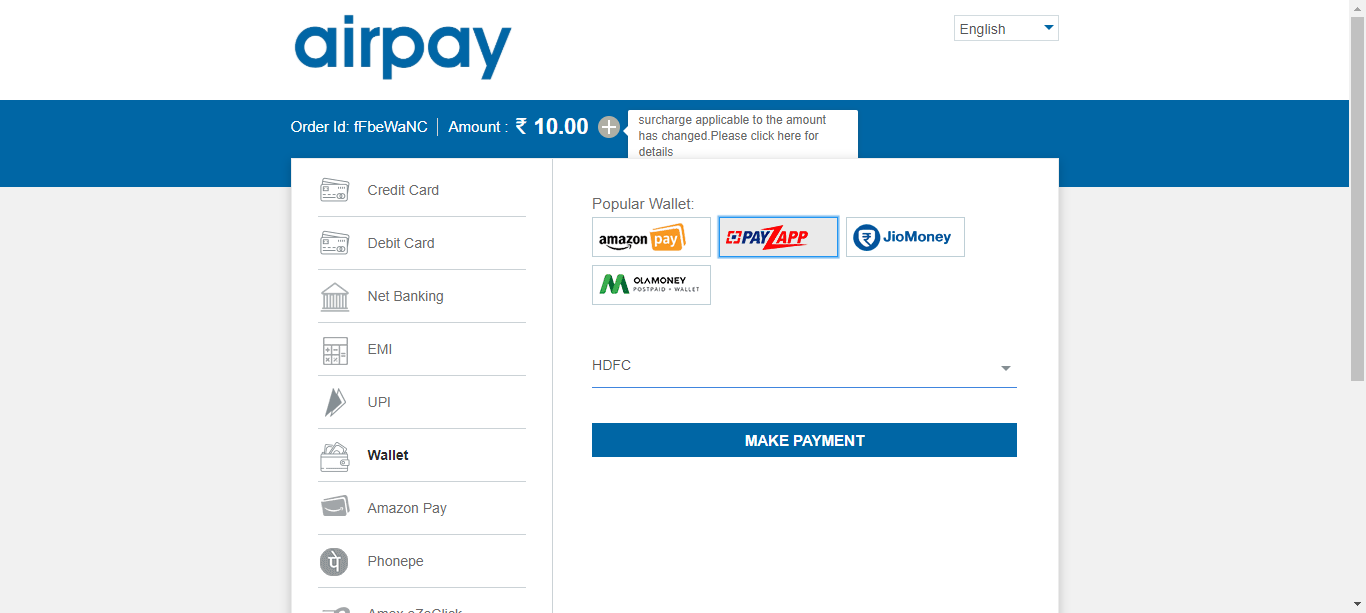 airpay
English
Order Id: fFbeWaNC
Amount : ₹ 10.00
surcharge applicable to the amount
has changed.Please click here for
details
Credit Card
Debit Card
Net Banking
EMI
UPI
Wallet
Amazon Pay
Phonepe
Amex eZeClick
Popular Wallet:
amazon pay
PAYZAPP
JioMoney
OLAMONEY
POSTPAID + WALLET
HDFC
MAKE PAYMENT